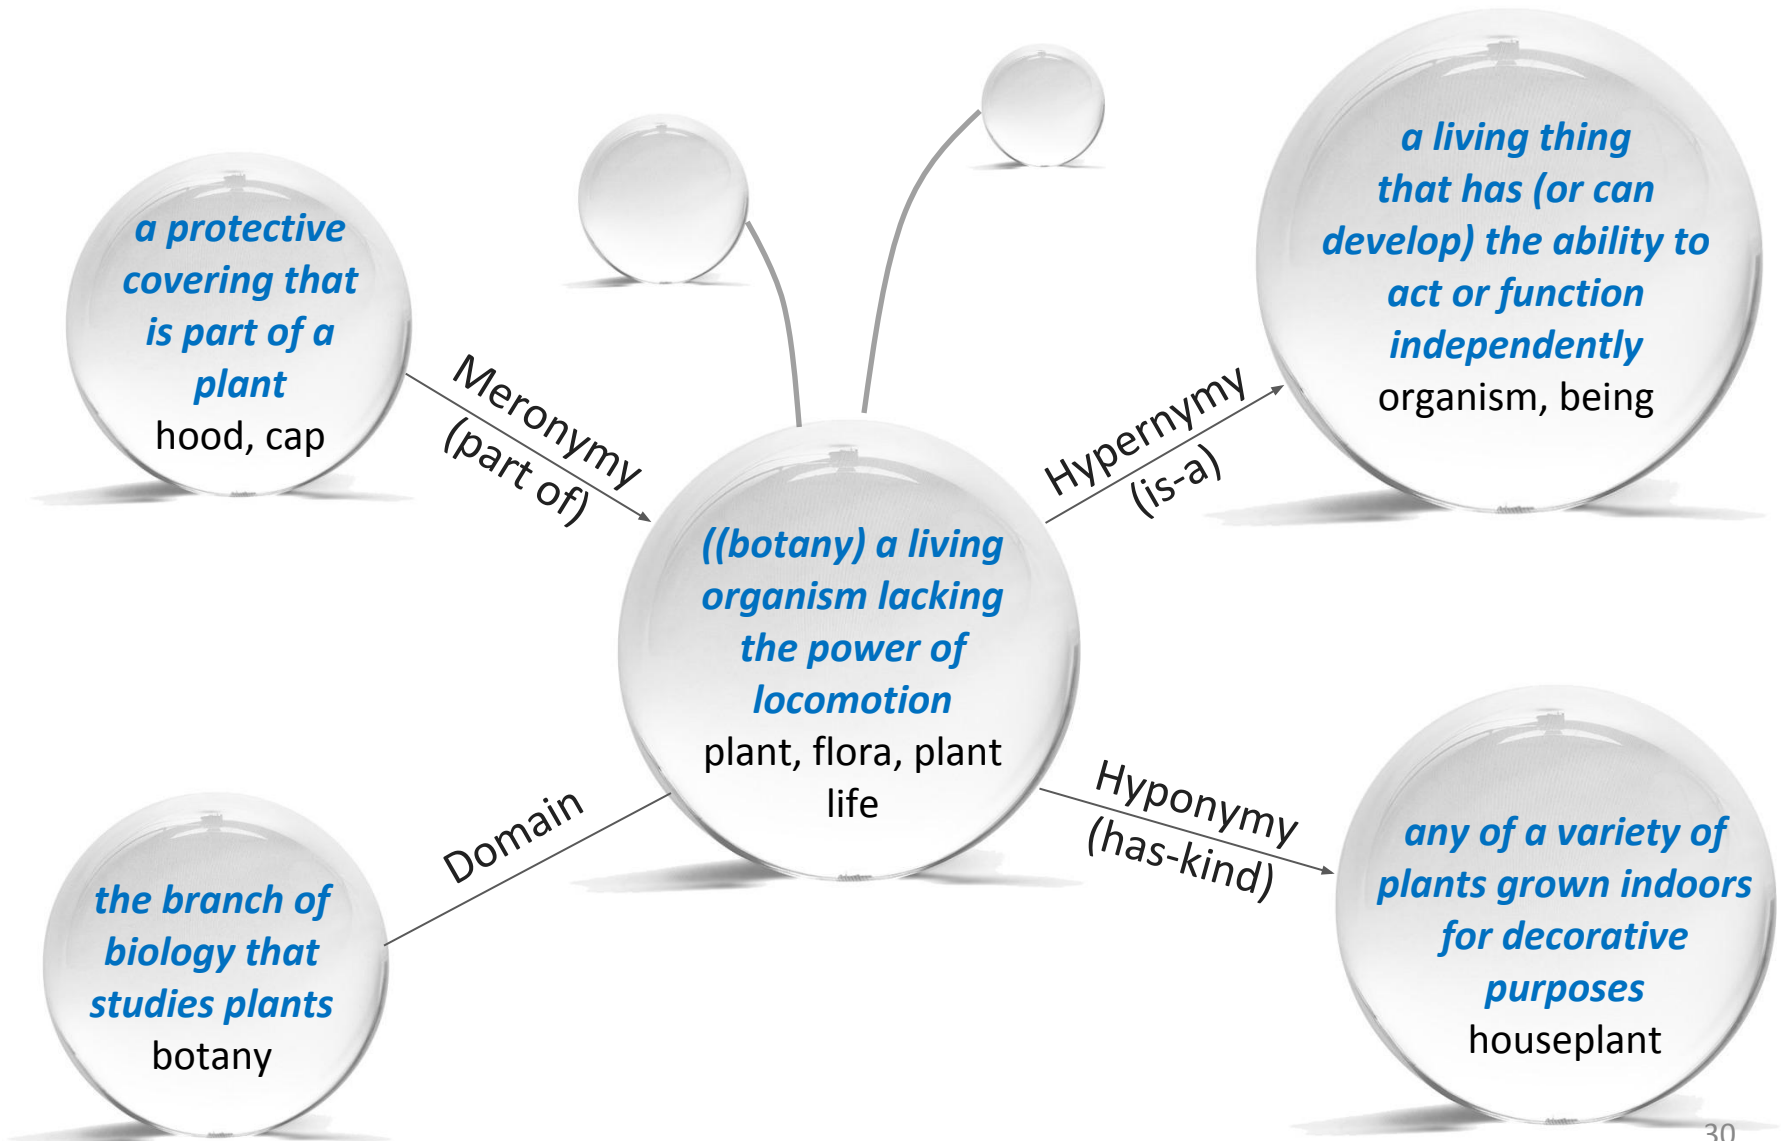 a protective
covering that
is part of a
plant
hood, cap
Meronymy
(part of)
a living thing
that has (or can
develop) the ability to
act or function
independently
organism, being
Hypernymy
(is-a)
((botany) a living
organism lacking
the power of
locomotion
plant, flora, plant
life
Domain
the branch of
biology that
studies plants
botany
Hyponymy
(has-kind)
any of a variety of
plants grown indoors
for decorative
purposes
houseplant
30